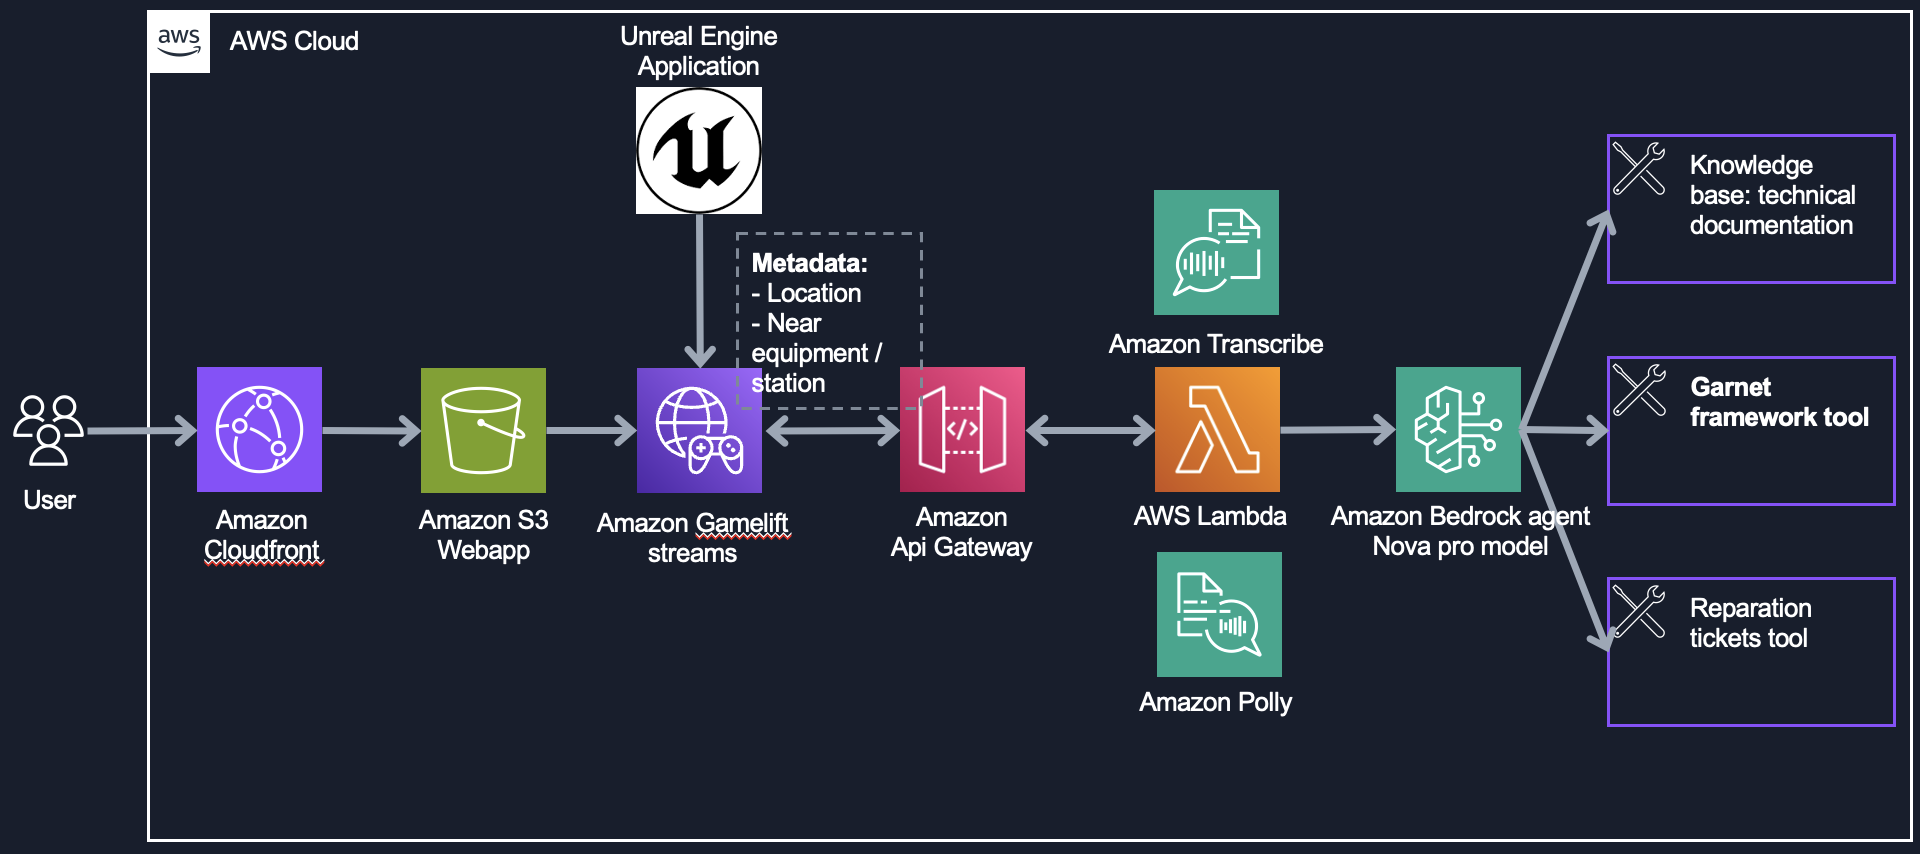 aws
AWS Cloud
Unreal Engine
Application
Metadata:
- Location
- Near
equipment /
station
User
Amazon
Cloudfront
Amazon S3
Webapp
Amazon Gamelift
streams
Amazon
Api Gateway
Amazon Transcribe
AWS Lambda
Amazon Polly
Amazon Bedrock agent
Nova pro model
Knowledge
base: technical
documentation
Garnet
framework tool
Reparation
tickets tool